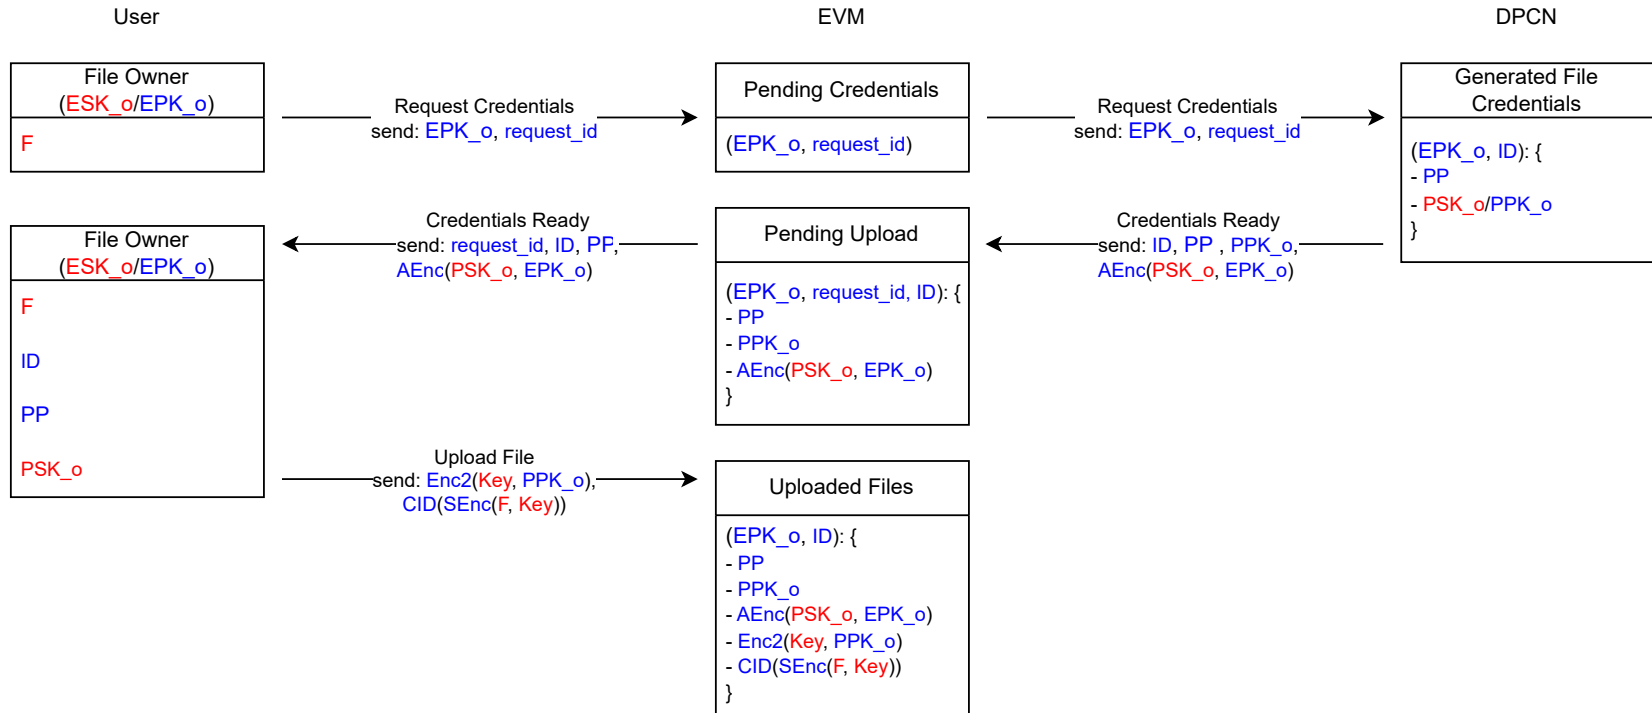 User
EVM
DPCN
File Owner
(ESK_o/EPK_o)
F
Request Credentials
send: EPK_o, request_id
Pending Credentials
(EPK_o, request_id)
Request Credentials
send: EPK_o, request_id
Generated File
Credentials
(EPK_o, ID): {
- PP
- PSK_o/PPK_o
}
File Owner
(ESK_o/EPK_o)
F
ID
PP
PSK_o
Credentials Ready
send: request_id, ID, PP,
AEnc(PSK_o, EPK_o)
Pending Upload
(EPK_o, request_id, ID): {
- PP
- PPK_o
- AEnc(PSK_o, EPK_o)
}
Credentials Ready
send: ID, PP , PPK_o,
AEnc(PSK_o, EPK_o)
Upload File
send: Enc2(Key, PPK_o),
CID(SEnc(F, Key))
Uploaded Files
(EPK_o, ID): {
- PP
- PPK_o
- AEnc(PSK_o, EPK_o)
- Enc2(Key, PPK_o)
- CID(SEnc(F, Key))
}